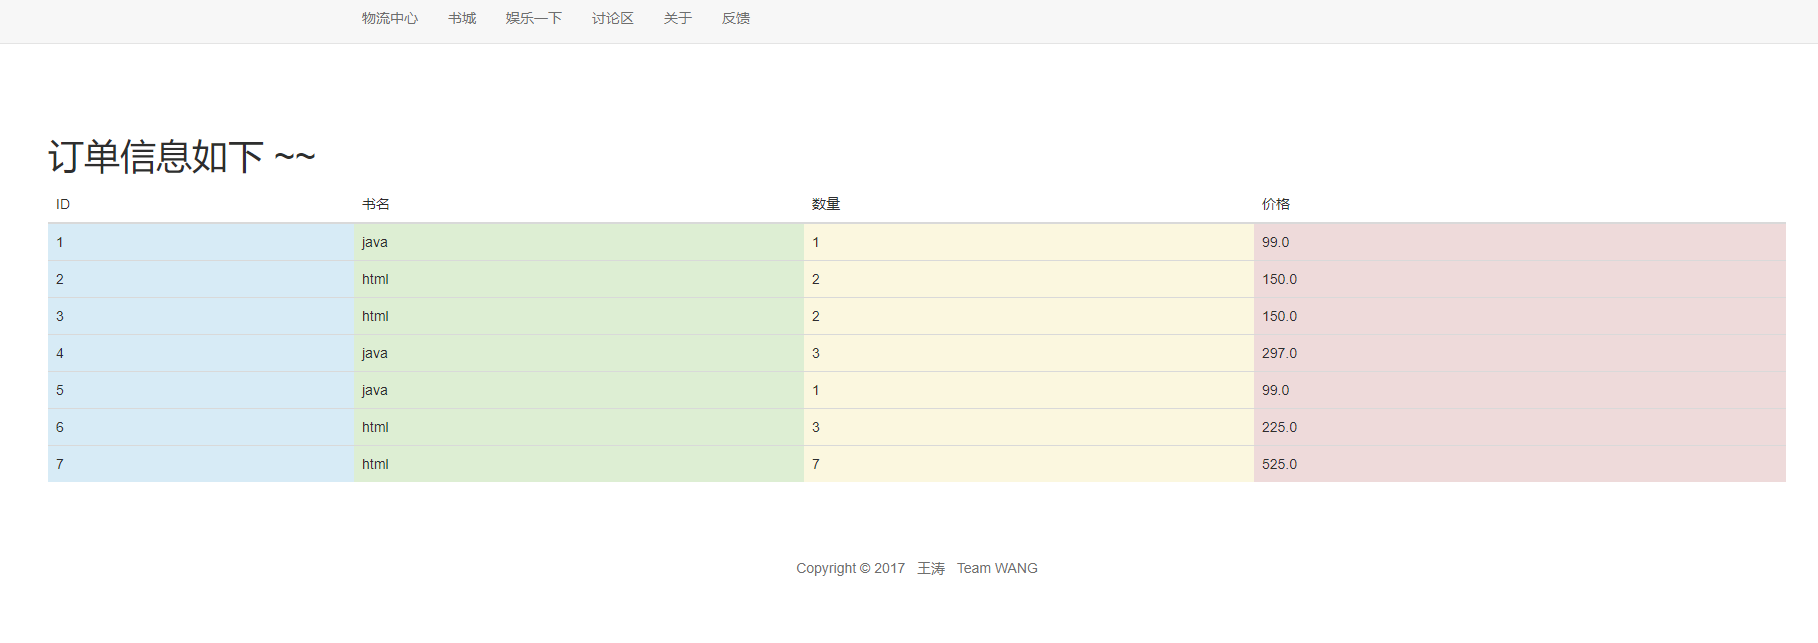 物流中心 书城 娱乐一下 讨论区 关于 反馈
订单信息如下 ~~
ID 书名 数量 价格
1 java 1 99.0
2 html 2 150.0
3 html 2 150.0
4 java 3 297.0
5 java 1 99.0
6 html 3 225.0
7 html 7 525.0
Copyright © 2017 王涛 Team WANG